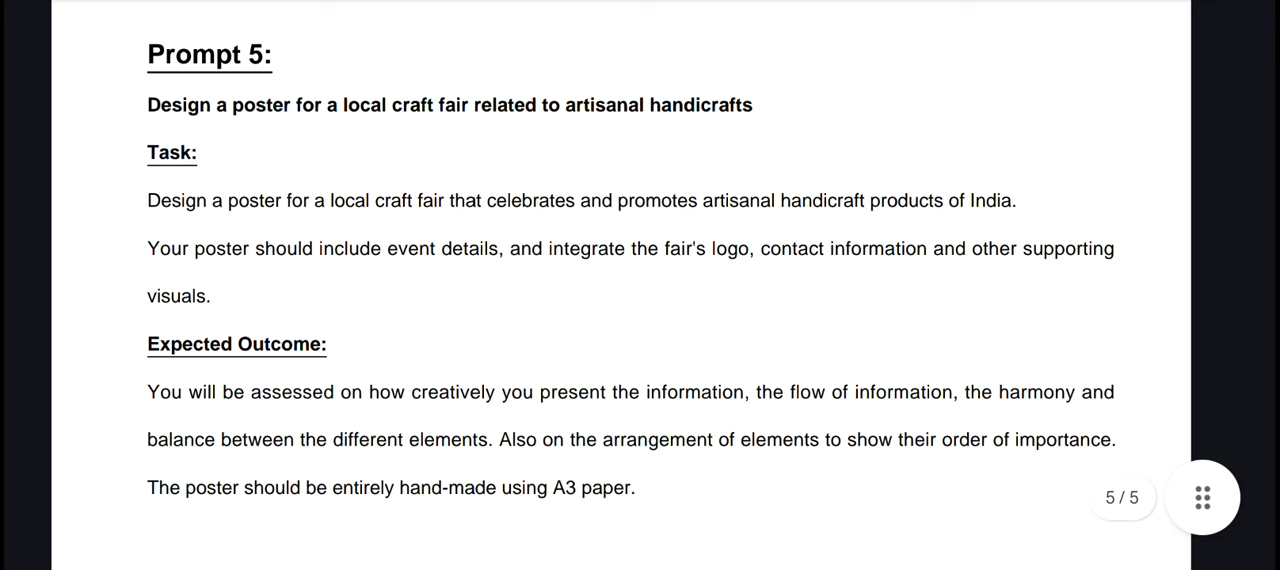 Prompt 5:
Design a poster for a local craft fair related to artisanal handicrafts
Task:
Design a poster for a local craft fair that celebrates and promotes artisanal handicraft products of India.
Your poster should include event details, and integrate the fair's logo, contact information and other supporting
visuals.
Expected Outcome:
You will be assessed on how creatively you present the information, the flow of information, the harmony and
balance between the different elements. Also on the arrangement of elements to show their order of importance.
The poster should be entirely hand-made using A3 paper.
5 / 5